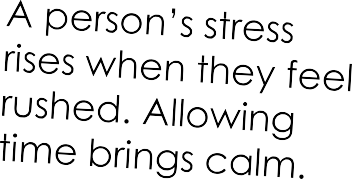 A person's stress
rises when they feel
rushed. Allowing
time brings calm.